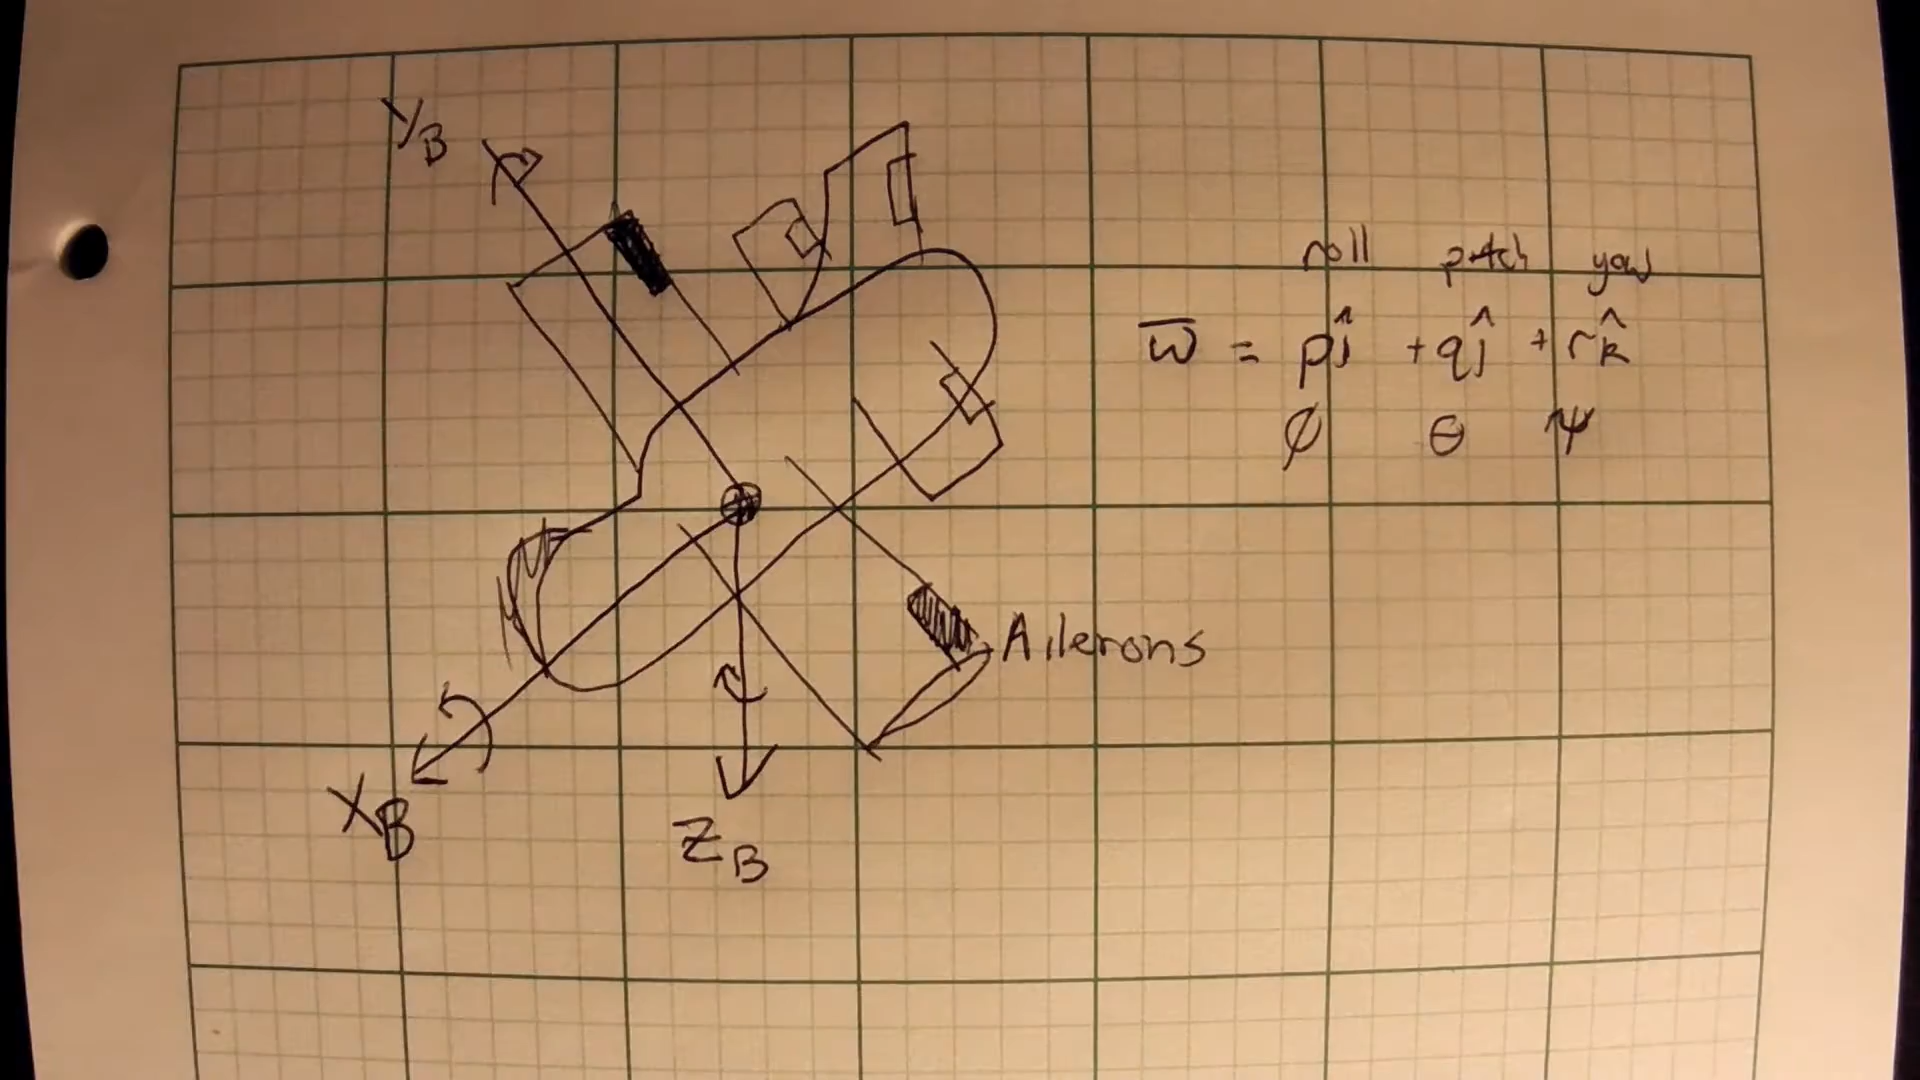 Y_B
roll pitch yaw
ω̅ = pî + qĵ + rk̂
ϕ θ ψ
Ailerons
X_B
Z_B